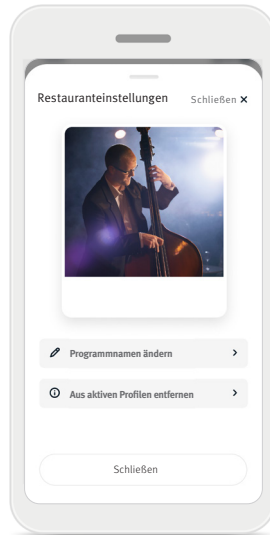 Restauranteinstellungen Schließen ×
Programmnamen ändern
Aus aktiven Profilen entfernen
Schließen